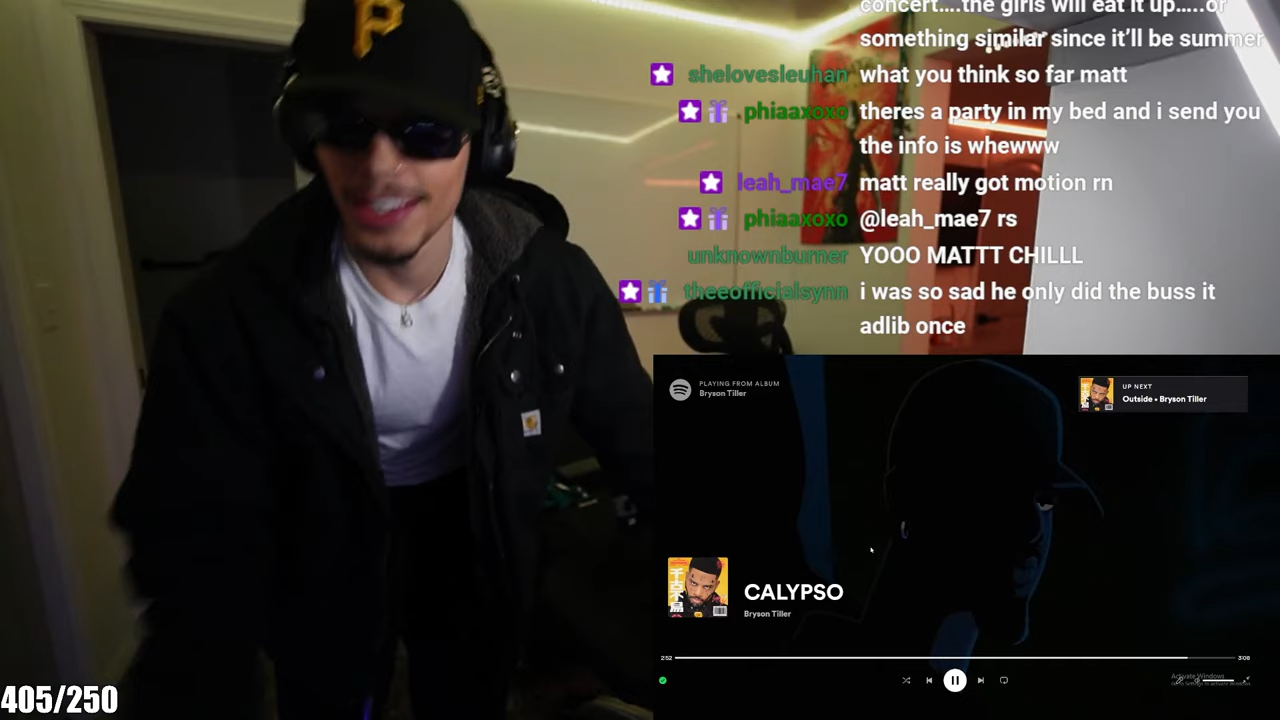 P
concert....the girls will eat it up.....or
something similar since it'll be summer
shelovesleuhan what you think so far matt
phiaaxoxo theres a party in my bed and i send you
the info is whewww
leah_mae7 matt really got motion rn
phiaaxoxo @leah_mae7 rs
unknownburner YOOO MATTT CHILLL
theeofficialsynn i was so sad he only did the buss it
adlib once
PLAYING FROM ALBUM
Bryson Tiller
UP NEXT
Outside • Bryson Tiller
CALYPSO
Bryson Tiller
2:52
3:08
Activate Windows
405/250